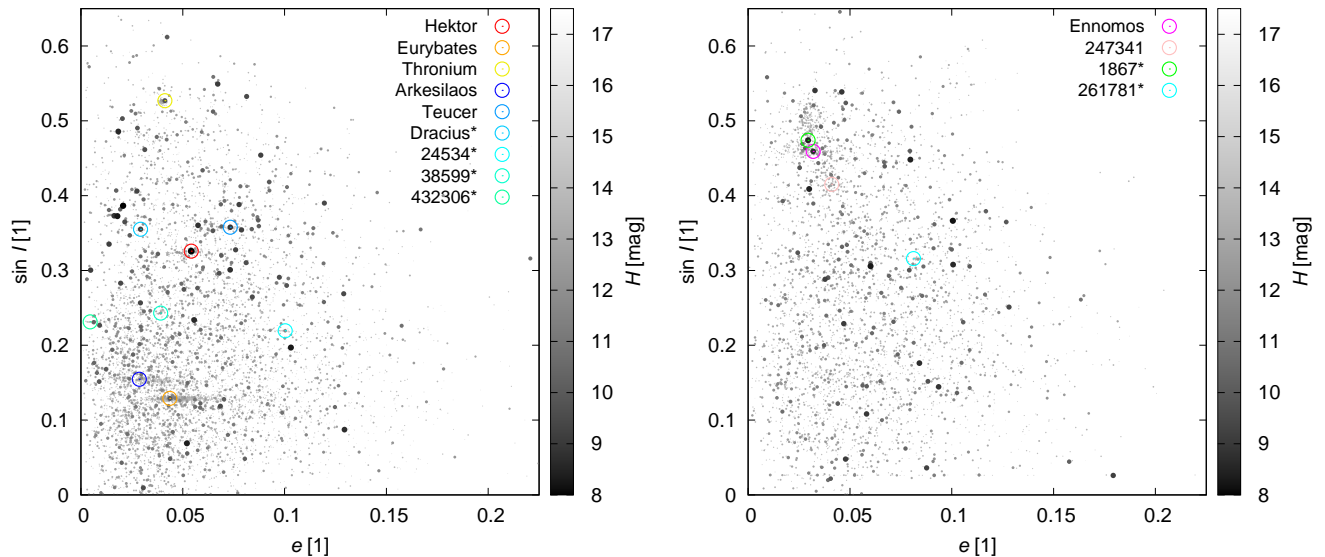 Hektor
Eurybates
Thronium
Arkesilaos
Teucer
Dracius*
24534*
38599*
432306*
0.6
0.5
0.4
0.3
0.2
0.1
0
sin I [1]
0 0.05 0.1 0.15 0.2
e [1]
17
16
15
14
13
12
11
10
9
8
H [mag]
Ennomos
247341
1867*
261781*
0.6
0.5
0.4
0.3
0.2
0.1
0
sin I [1]
0 0.05 0.1 0.15 0.2
e [1]
17
16
15
14
13
12
11
10
9
8
H [mag]